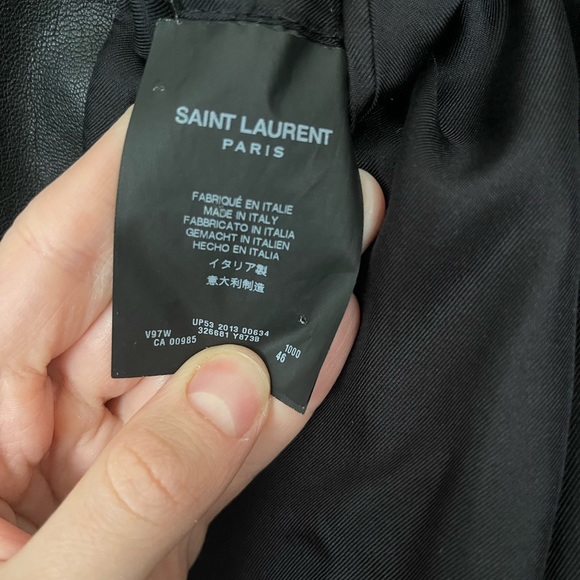 SAINT LAURENT
PARIS
FABRIQUÉ EN ITALIE
MADE IN ITALY
FABBRICATO IN ITALIA
GEMACHT IN ITALIEN
HECHO EN ITALIA
イタリア製
意大利制造
UPS3 2013 00634
V97W 326681 Y873B 1000
CA 00985 46